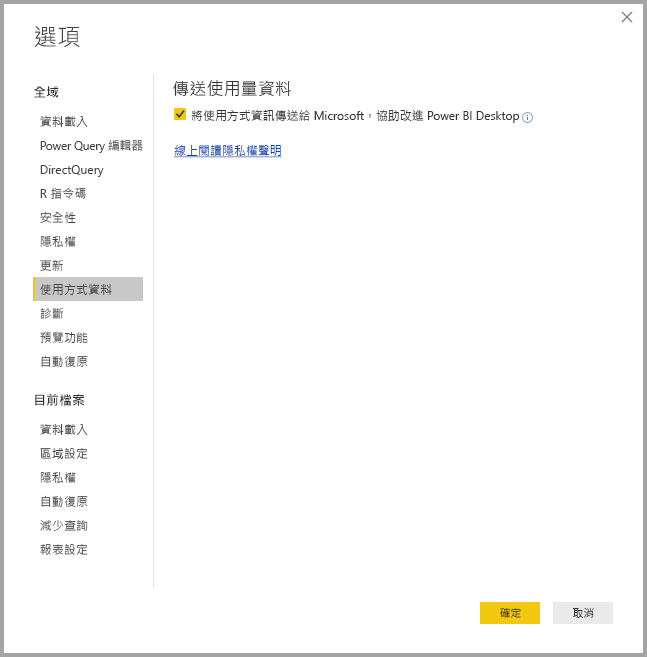 選項
全域
資料載入
Power Query 編輯器
DirectQuery
R 指令碼
安全性
隱私權
更新
使用方式資料
診斷
預覽功能
自動復原
目前檔案
資料載入
區域設定
隱私權
自動復原
減少查詢
報表設定
傳送使用量資料
將使用方式資訊傳送給 Microsoft，協助改進 Power BI Desktop
線上閱讀隱私權聲明
確定
取消